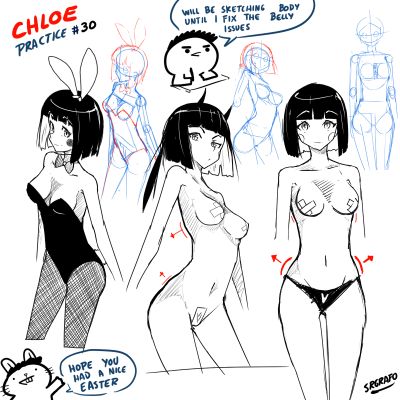 CHLOE
PRACTICE #30
WILL BE SKETCHING BODY
UNTIL I FIX THE BELLY
ISSUES
HOPE YOU
HAD A NICE
EASTER
SRGRAFO